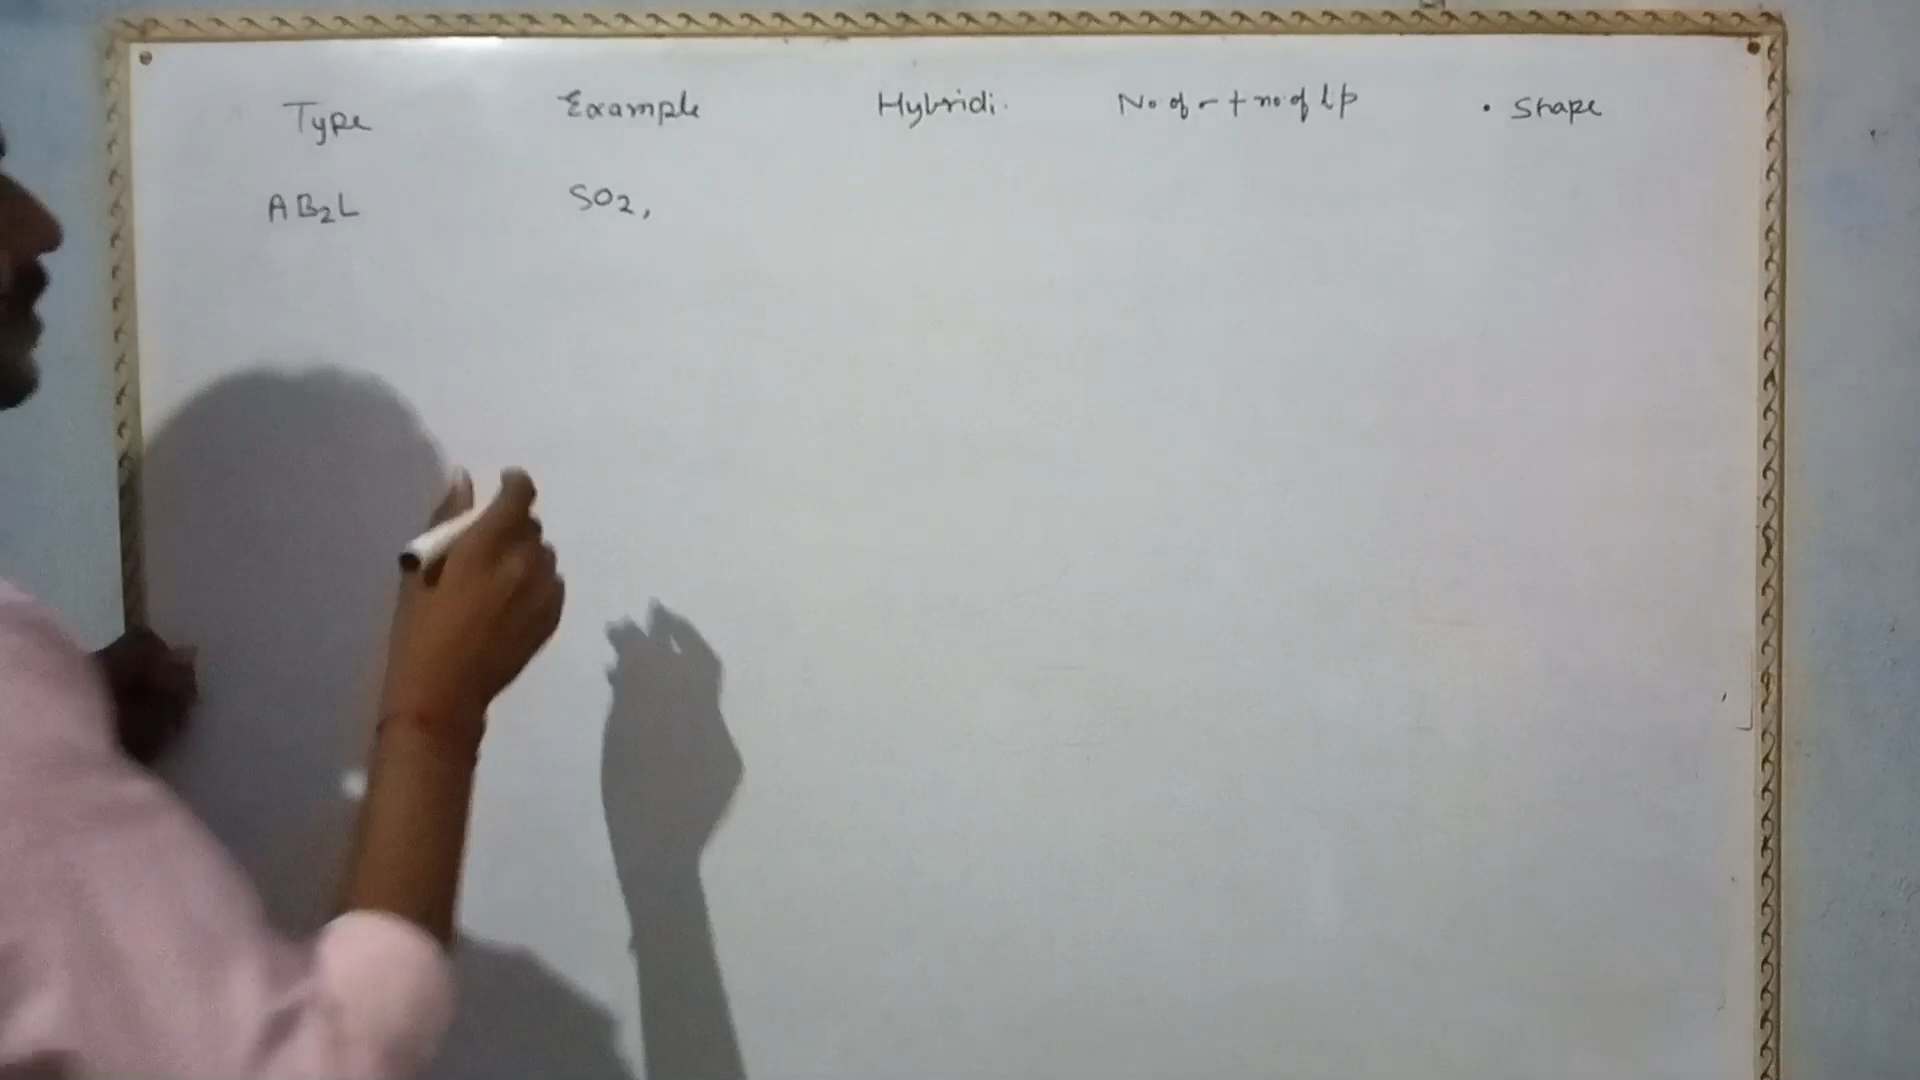 Type Example Hybridi. No of σ + no. of lp • Shape
AB₂L SO₂,